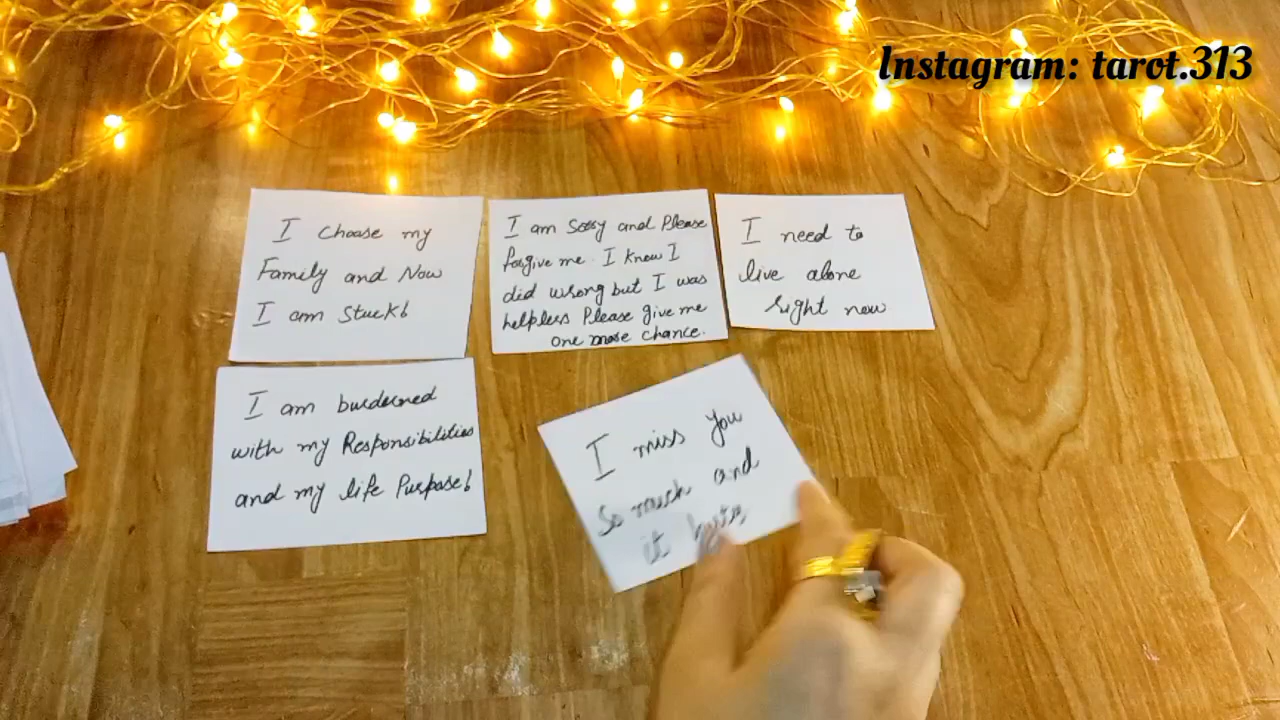 Instagram: tarot.313
I choose my
Family and Now
I am Stuck!
I am Sorry and Please
forgive me. I know I
did wrong but I was
helpless Please give me
one more chance.
I need to
live alone
right now
I am burdened
with my Responsibilities
and my life Purpose!
I miss you
So much and
it hurts